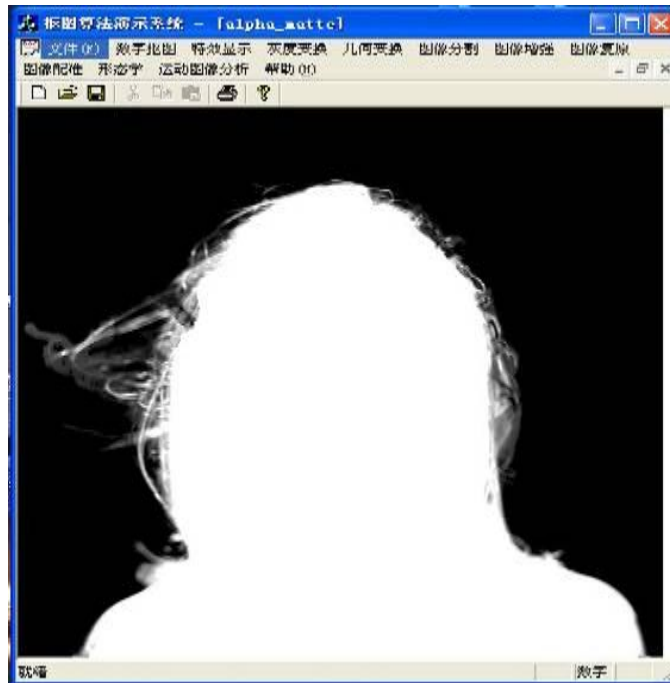 抠图算法演示系统 - [alpha_matte]
文件(F) 数字抠图 特效显示 灰度变换 几何变换 图像分割 图像增强 图像复原
图像配准 形态学 运动图像分析 帮助(H)
就绪 数字